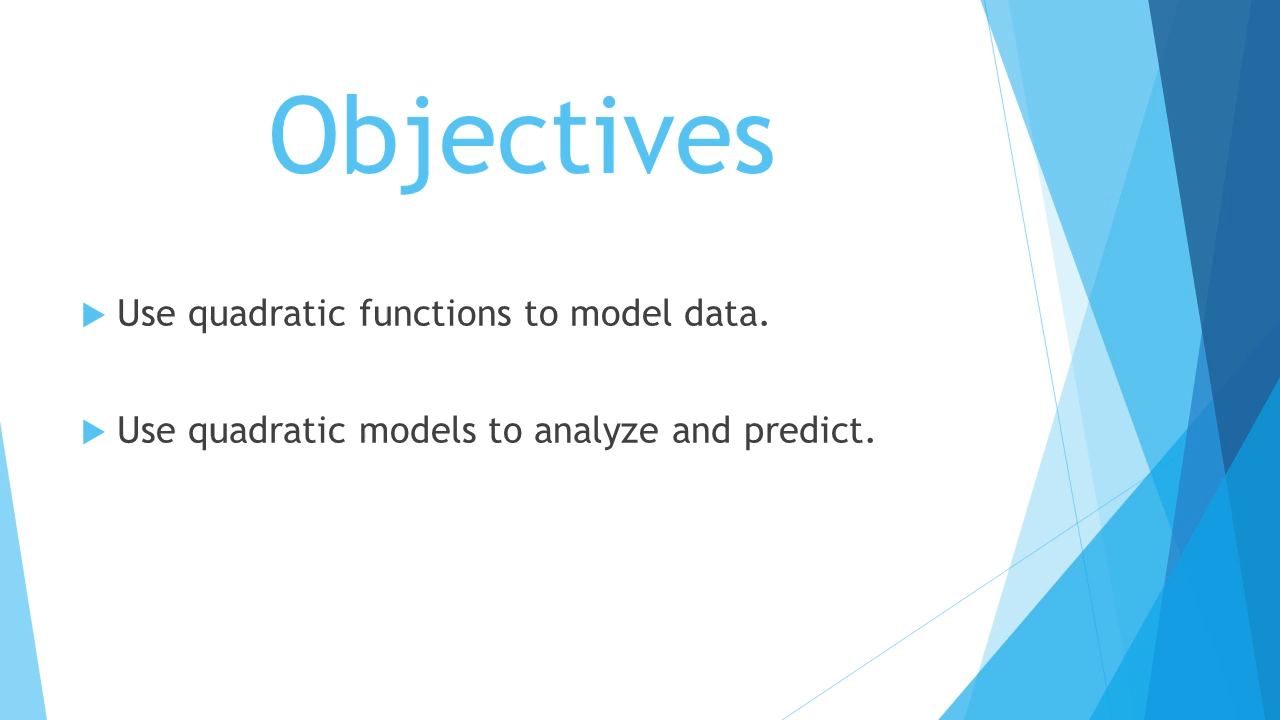 Objectives
Use quadratic functions to model data.
Use quadratic models to analyze and predict.